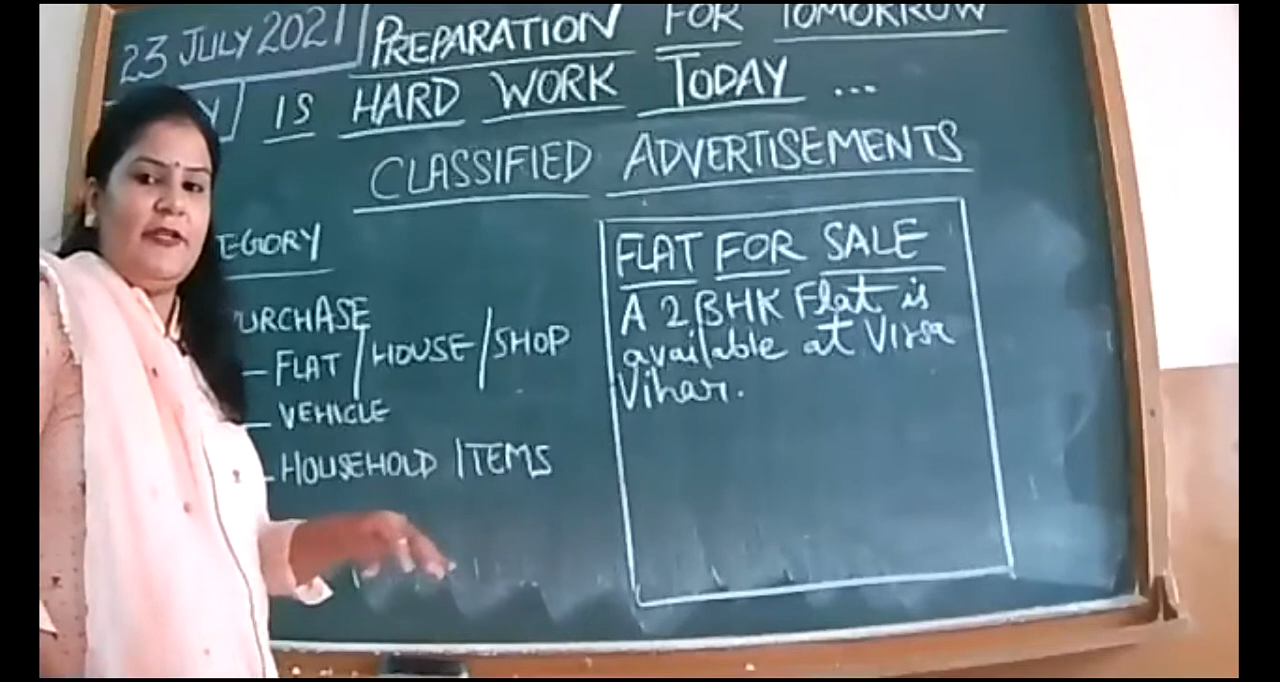 23 JULY 2021
PREPARATION FOR TOMORROW
IS HARD WORK TODAY ...
CLASSIFIED ADVERTISEMENTS
EGORY
URCHASE
- FLAT / HOUSE / SHOP
- VEHICLE
- HOUSEHOLD ITEMS
FLAT FOR SALE
A 2 BHK Flat is
available at Virsa
Vihar.